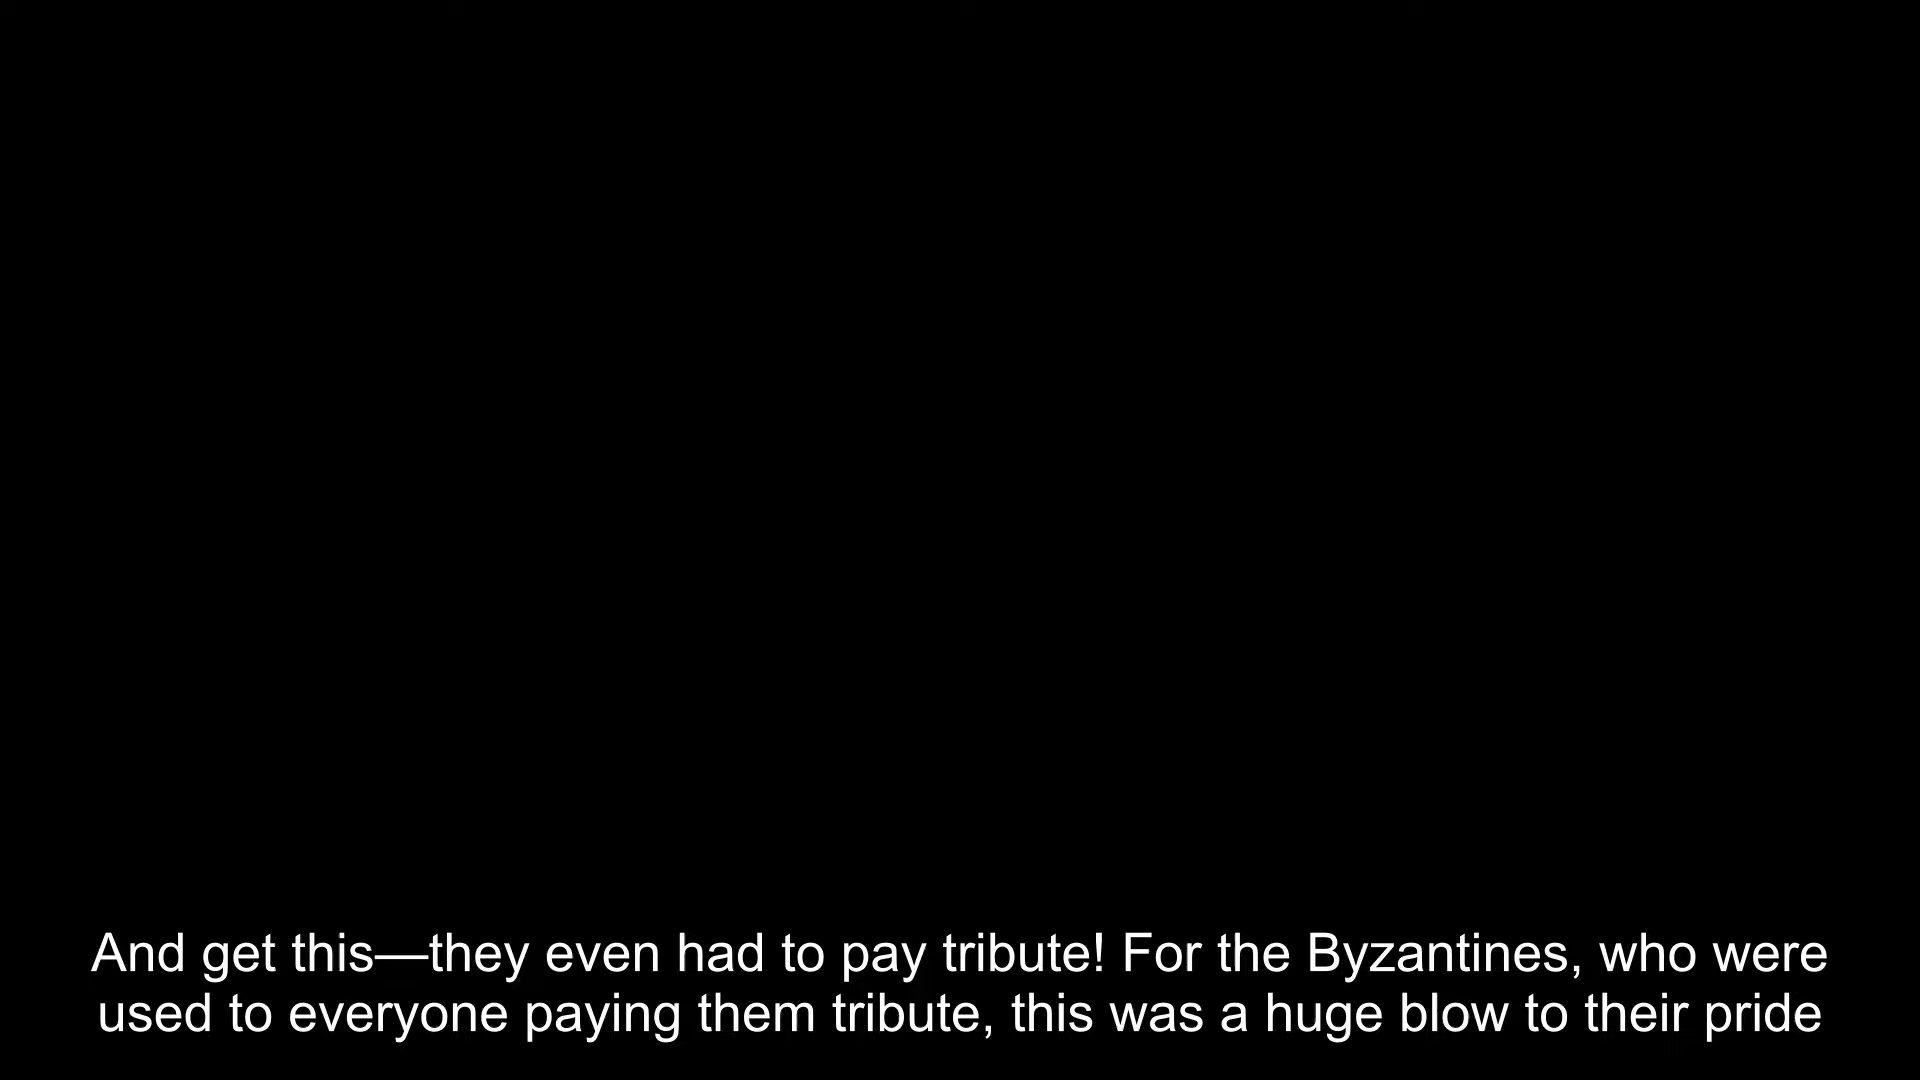 And get this—they even had to pay tribute! For the Byzantines, who were
used to everyone paying them tribute, this was a huge blow to their pride